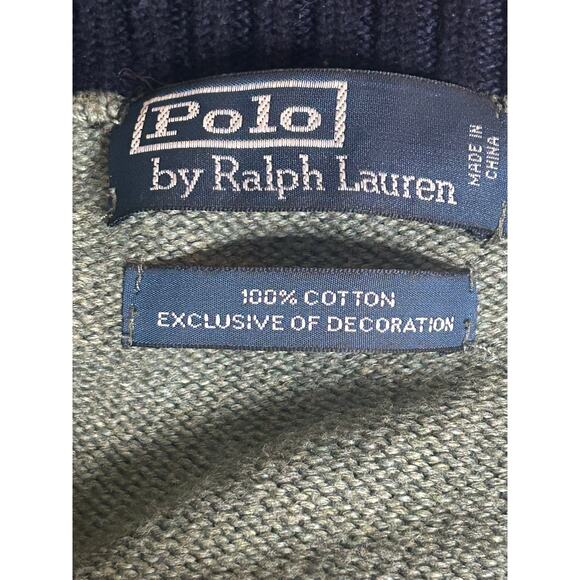 Polo
by Ralph Lauren
MADE IN
CHINA
100% COTTON
EXCLUSIVE OF DECORATION